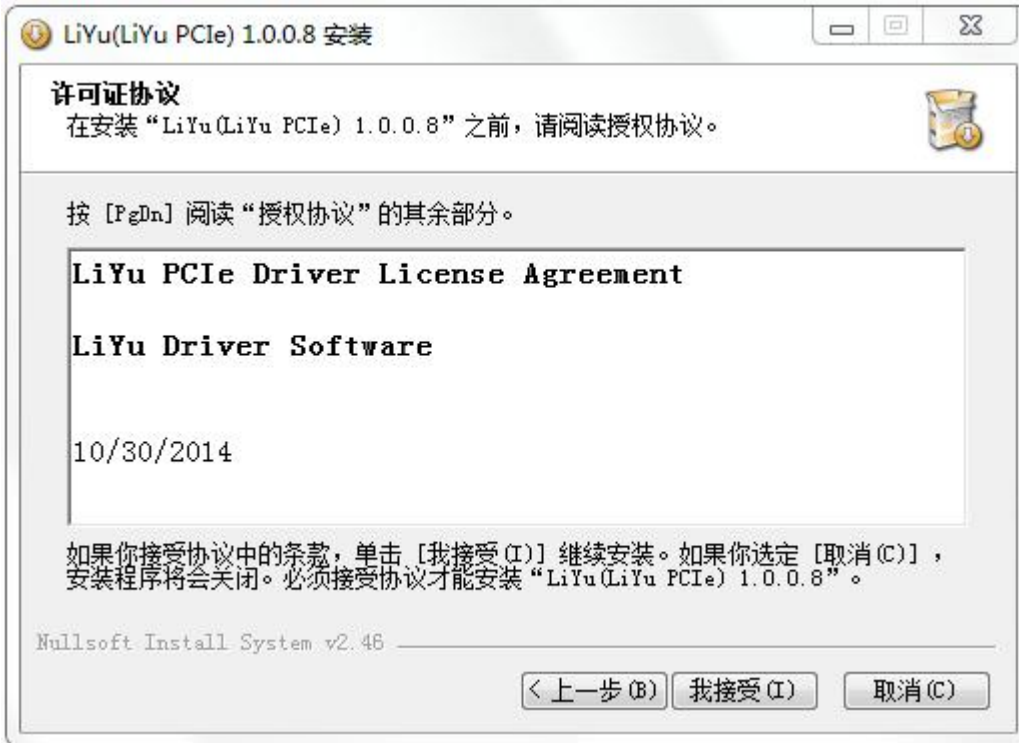 LiYu(LiYu PCIe) 1.0.0.8 安装
许可证协议
在安装“LiYu(LiYu PCIe) 1.0.0.8”之前，请阅读授权协议。
按 [PgDn] 阅读“授权协议”的其余部分。
LiYu PCIe Driver License Agreement
LiYu Driver Software
10/30/2014
如果你接受协议中的条款，单击 [我接受(I)] 继续安装。如果你选定 [取消(C)] ，
安装程序将会关闭。必须接受协议才能安装“LiYu(LiYu PCIe) 1.0.0.8”。
Nullsoft Install System v2.46
< 上一步(B) 我接受(I) 取消(C)